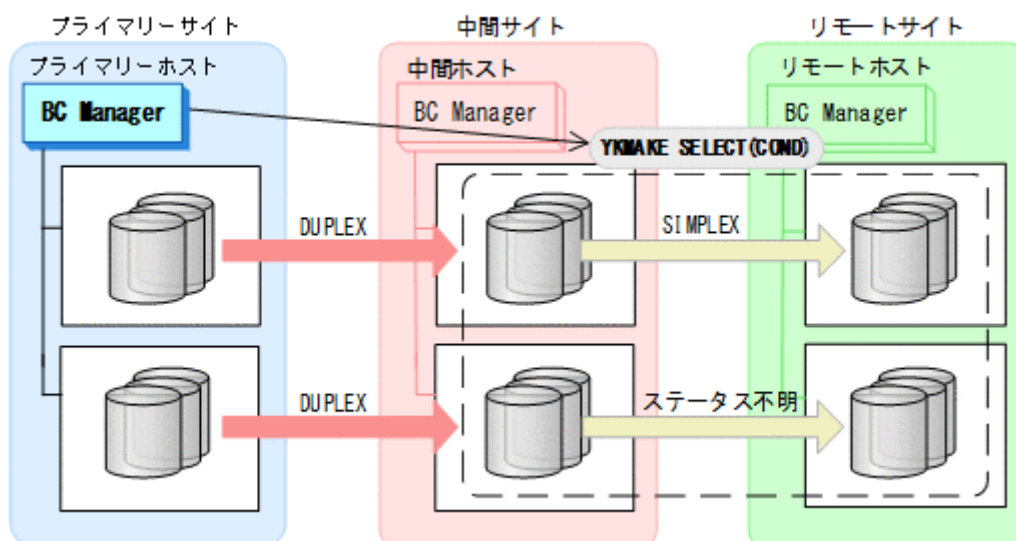 プライマリーサイト
中間サイト
リモートサイト
プライマリーホスト
中間ホスト
リモートホスト
BC Manager
BC Manager
BC Manager
YKMAKE SELECT(COND)
DUPLEX
SIMPLEX
DUPLEX
ステータス不明